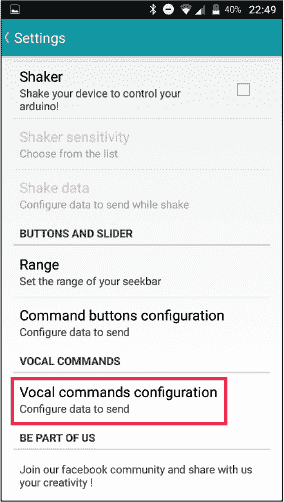 40% 22:49
Settings
Shaker
Shake your device to control your
arduino!
Shaker sensitivity
Choose from the list
Shake data
Configure data to send while shake
BUTTONS AND SLIDER
Range
Set the range of your seekbar
Command buttons configuration
Configure data to send
VOCAL COMMANDS
Vocal commands configuration
Configure data to send
BE PART OF US
Join our facebook community and share with us
your creativity !